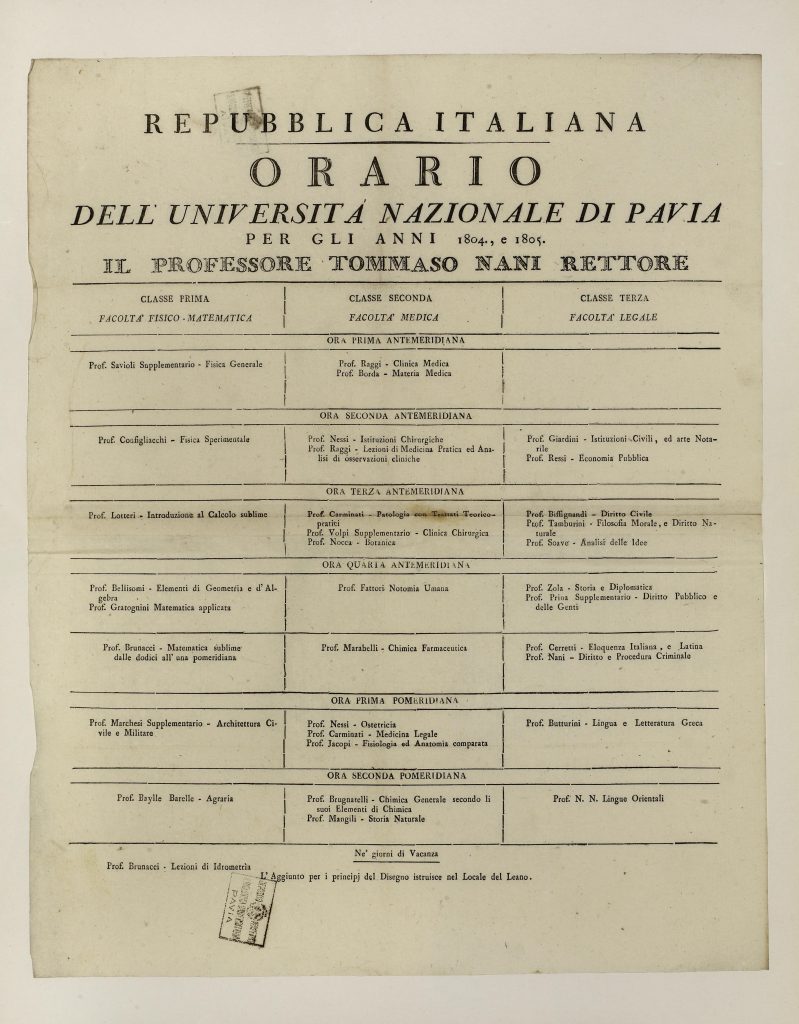 REPUBBLICA ITALIANA
ORARIO
DELL' UNIVERSITÁ NAZIONALE DI PAVIA
PER GLI ANNI 1804., e 1805.
IL PROFESSORE TOMMASO NANI RETTORE
CLASSE PRIMA
FACOLTA' FISICO-MATEMATICA
CLASSE SECONDA
FACOLTA' MEDICA
CLASSE TERZA
FACOLTA' LEGALE
ORA PRIMA ANTEMERIDIANA
Prof. Savioli Supplementario - Fisica Generale
Prof. Raggi - Clinica Medica
Prof. Borda - Materia Medica
ORA SECONDA ANTEMERIDIANA
Prof. Configliacchi - Fisica Sperimentale
Prof. Nessi - Istituzioni Chirurgiche
Prof. Raggi - Lezioni di Medicina Pratica ed Ana-
lisi di osservazioni cliniche
Prof. Giardini - Istituzioni Civili, ed arte Nota-
rile
Prof. Ressi - Economia Pubblica
ORA TERZA ANTEMERIDIANA
Prof. Lotteri - Introduzione al Calcolo sublime
Prof. Carminati - Patologia con Trattati Teorico-
pratici
Prof. Volpi Supplementario - Clinica Chirurgica
Prof. Nocca - Botanica
Prof. Biffignandi - Diritto Civile
Prof. Tamburini - Filosofia Morale, e Diritto Na-
turale
Prof. Soave - Analisi delle Idee
ORA QUARTA ANTEMERIDIANA
Prof. Bellisomi - Elementi di Geometria e d'Al-
gebra
Prof. Gratognini Matematica applicata
Prof. Fattori Notomia Umana
Prof. Zola - Storia e Diplomatica
Prof. Prina Supplementario - Diritto Pubblico e
delle Genti
Prof. Brunacci - Matematica sublime
dalle dodici all' una pomeridiana
Prof. Marabelli - Chimica Farmaceutica
Prof. Cerretti - Eloquenza Italiana, e Latina
Prof. Nani - Diritto e Procedura Criminale
ORA PRIMA POMERIDIANA
Prof. Marchesi Supplementario - Architettura Ci-
vile e Militare
Prof. Nessi - Ostetricia
Prof. Carminati - Medicina Legale
Prof. Jacopi - Fisiologia ed Anatomia comparata
Prof. Butturini - Lingua e Letteratura Greca
ORA SECONDA POMERIDIANA
Prof. Baylle Barelle - Agraria
Prof. Brugnatelli - Chimica Generale secondo li
suoi Elementi di Chimica
Prof. Mangili - Storia Naturale
Prof. N. N. Lingue Orientali
Ne' giorni di Vacanza
Prof. Brunacci - Lezioni di Idrometria
L' Aggiunto per i principj del Disegno istruisce nel Locale del Leano.
PAVIA